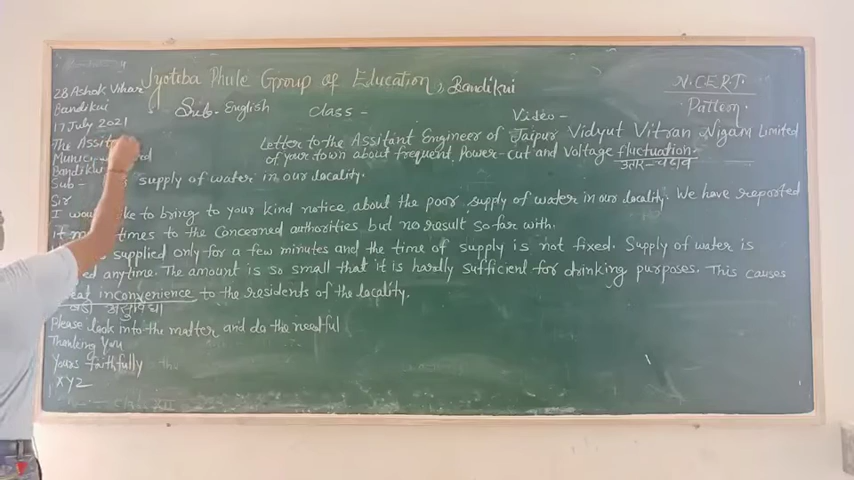 Jyoteba Phule Group of Education, Bandikui
N.CERT.
Patteon
28 Ashok Vihar
Bandikui
17 July 2021
Sub. English
Class -
Video -
The
Letter to the Assitant Engineer of Jaipur Vidyut Vitran Nigam Limited
of your town about frequent Power-cut and Voltage fluctuation.
उतार-चढ़ाव
Sub - supply of water in our locality.
Sir
I would like to bring to your kind notice about the poor supply of water in our locality. We have reported
it times to the Concerned authorities but no result so far with.
supplied only for a few minutes and the time of supply is not fixed. Supply of water is
anytime. The amount is so small that it is hardly sufficient for drinking purposes. This causes
inconvenience to the residents of the locality.
Please look into the matter and do the needful
Thanking You
Yours faithfully
XYZ